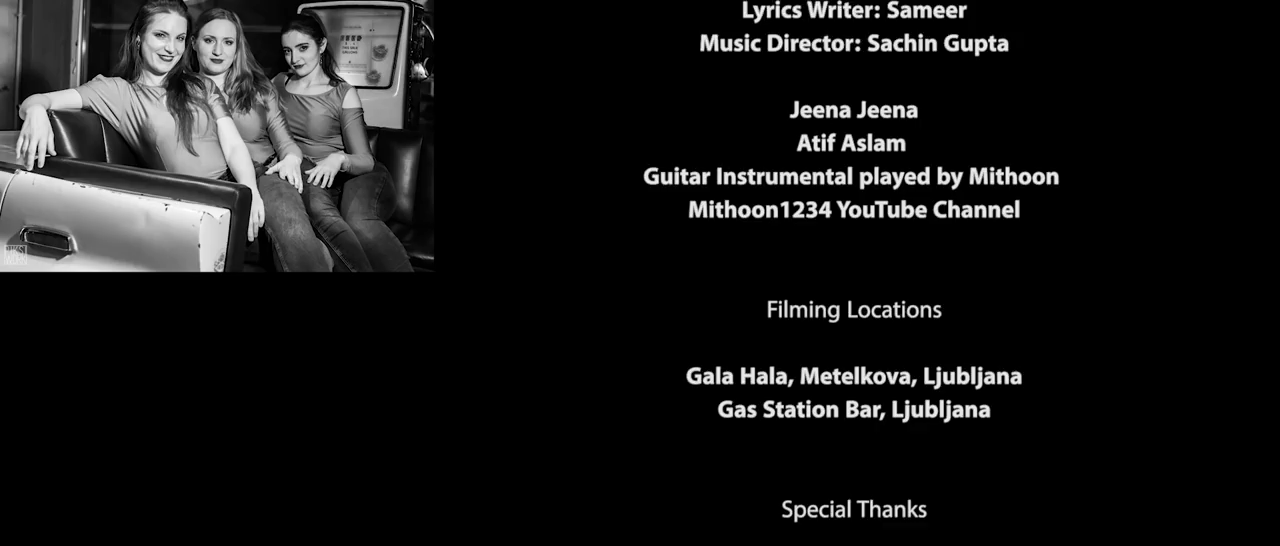 Lyrics Writer: Sameer
Music Director: Sachin Gupta
Jeena Jeena
Atif Aslam
Guitar Instrumental played by Mithoon
Mithoon1234 YouTube Channel
Filming Locations
Gala Hala, Metelkova, Ljubljana
Gas Station Bar, Ljubljana
Special Thanks